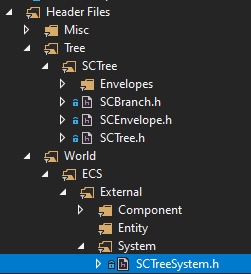 Header Files
Misc
Tree
SCTree
Envelopes
SCBranch.h
SCEnvelope.h
SCTree.h
World
ECS
External
Component
Entity
System
SCTreeSystem.h